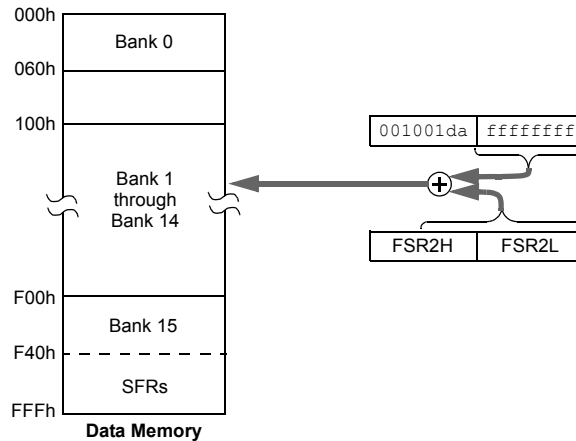 000h
Bank 0
060h
100h
001001da ffffffff
Bank 1
through
Bank 14
FSR2H FSR2L
F00h
Bank 15
F40h
SFRs
FFFh
Data Memory